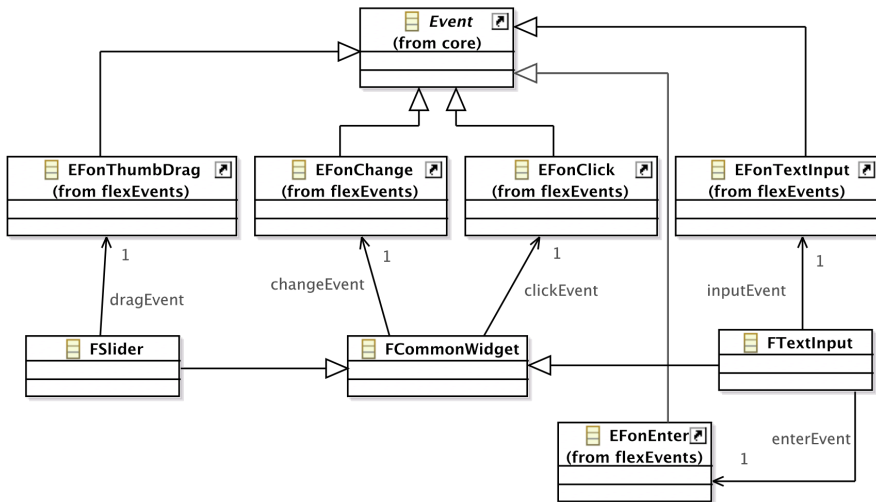 Event
(from core)
EFonThumbDrag
(from flexEvents)
EFonChange
(from flexEvents)
EFonClick
(from flexEvents)
EFonTextInput
(from flexEvents)
1
1
1
1
dragEvent
changeEvent
clickEvent
inputEvent
FSlider
FCommonWidget
FTextInput
EFonEnter
(from flexEvents)
enterEvent
1